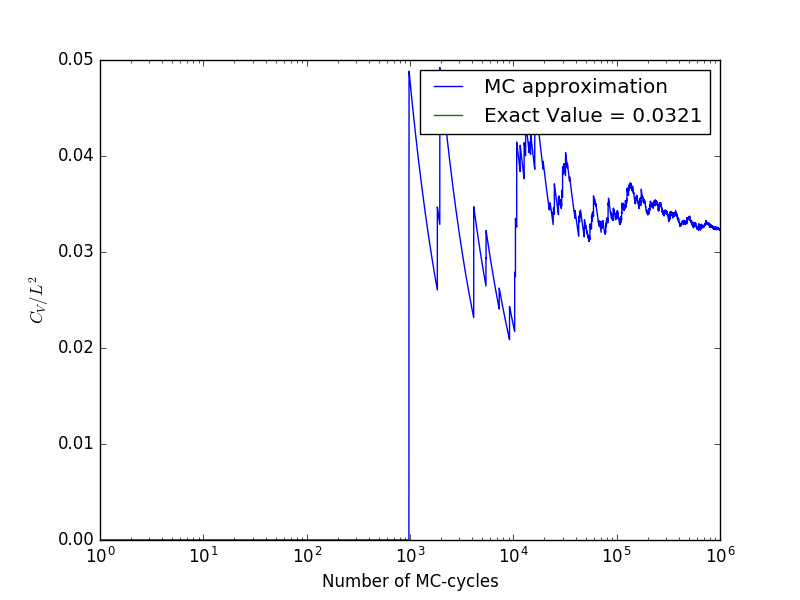 0.05
0.04
0.03
0.02
0.01
0.00
C_V/L^2
MC approximation
Exact Value = 0.0321
10^0 10^1 10^2 10^3 10^4 10^5 10^6
Number of MC-cycles